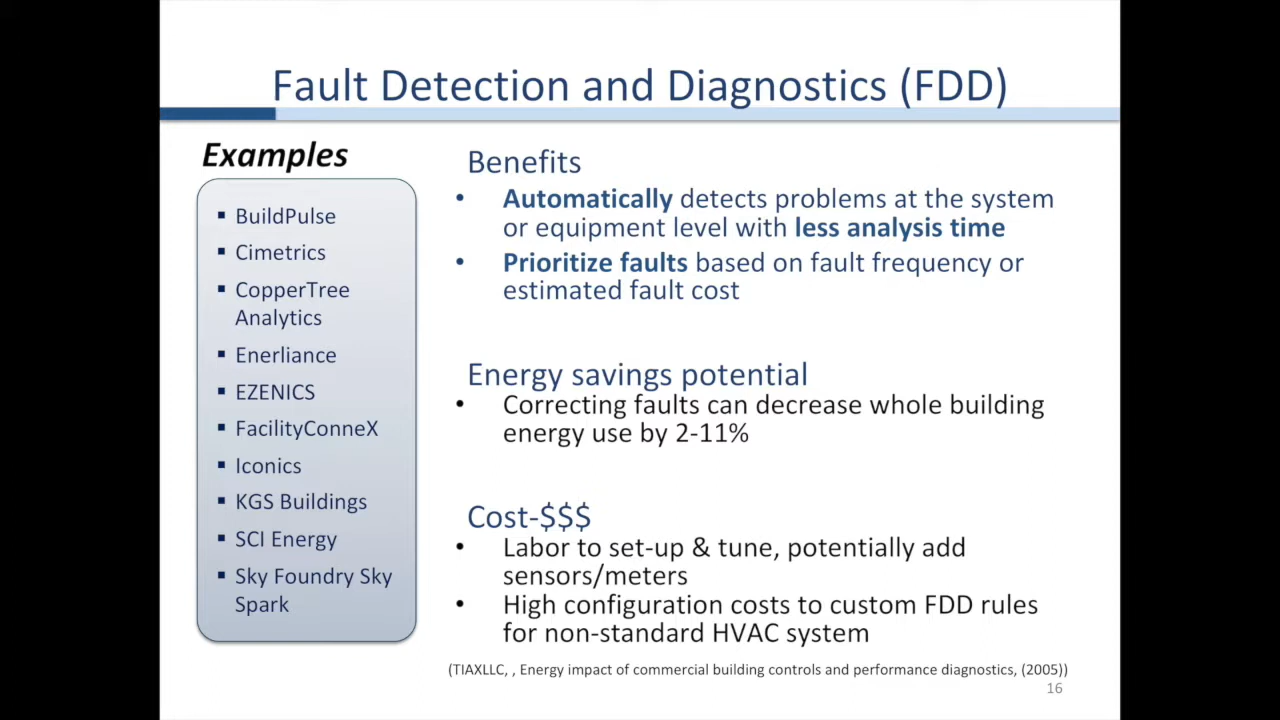 Fault Detection and Diagnostics (FDD)
Examples
▪ BuildPulse
▪ Cimetrics
▪ CopperTree
Analytics
▪ Enerliance
▪ EZENICS
▪ FacilityConneX
▪ Iconics
▪ KGS Buildings
▪ SCI Energy
▪ Sky Foundry Sky
Spark
Benefits
• Automatically detects problems at the system
or equipment level with less analysis time
• Prioritize faults based on fault frequency or
estimated fault cost
Energy savings potential
• Correcting faults can decrease whole building
energy use by 2-11%
Cost-$$$
• Labor to set-up & tune, potentially add
sensors/meters
• High configuration costs to custom FDD rules
for non-standard HVAC system
(TIAXLLC, , Energy impact of commercial building controls and performance diagnostics, (2005))
16